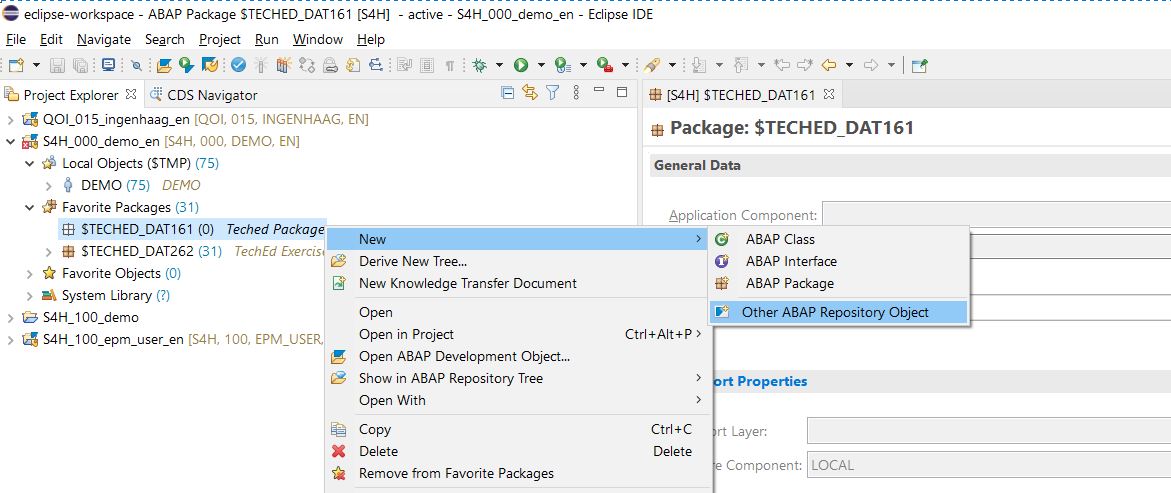 eclipse-workspace - ABAP Package $TECHED_DAT161 [S4H]  - active - S4H_000_demo_en - Eclipse IDE
File Edit Navigate Search Project Run Window Help
Project Explorer
CDS Navigator
QOI_015_ingenhaag_en [QOI, 015, INGENHAAG, EN]
S4H_000_demo_en [S4H, 000, DEMO, EN]
Local Objects ($TMP) (75)
DEMO (75) DEMO
Favorite Packages (31)
$TECHED_DAT161 (0) Teched Package
$TECHED_DAT262 (31) TechEd Exercis
Favorite Objects (0)
System Library (?)
S4H_100_demo
S4H_100_epm_user_en [S4H, 100, EPM_USER,
New
Derive New Tree...
New Knowledge Transfer Document
Open
Open in Project Ctrl+Alt+P
Open ABAP Development Object...
Show in ABAP Repository Tree
Open With
Copy Ctrl+C
Delete Delete
Remove from Favorite Packages
ABAP Class
ABAP Interface
ABAP Package
Other ABAP Repository Object
[S4H] $TECHED_DAT161
Package: $TECHED_DAT161
General Data
Application Component:
ort Properties
rt Layer:
re Component: LOCAL